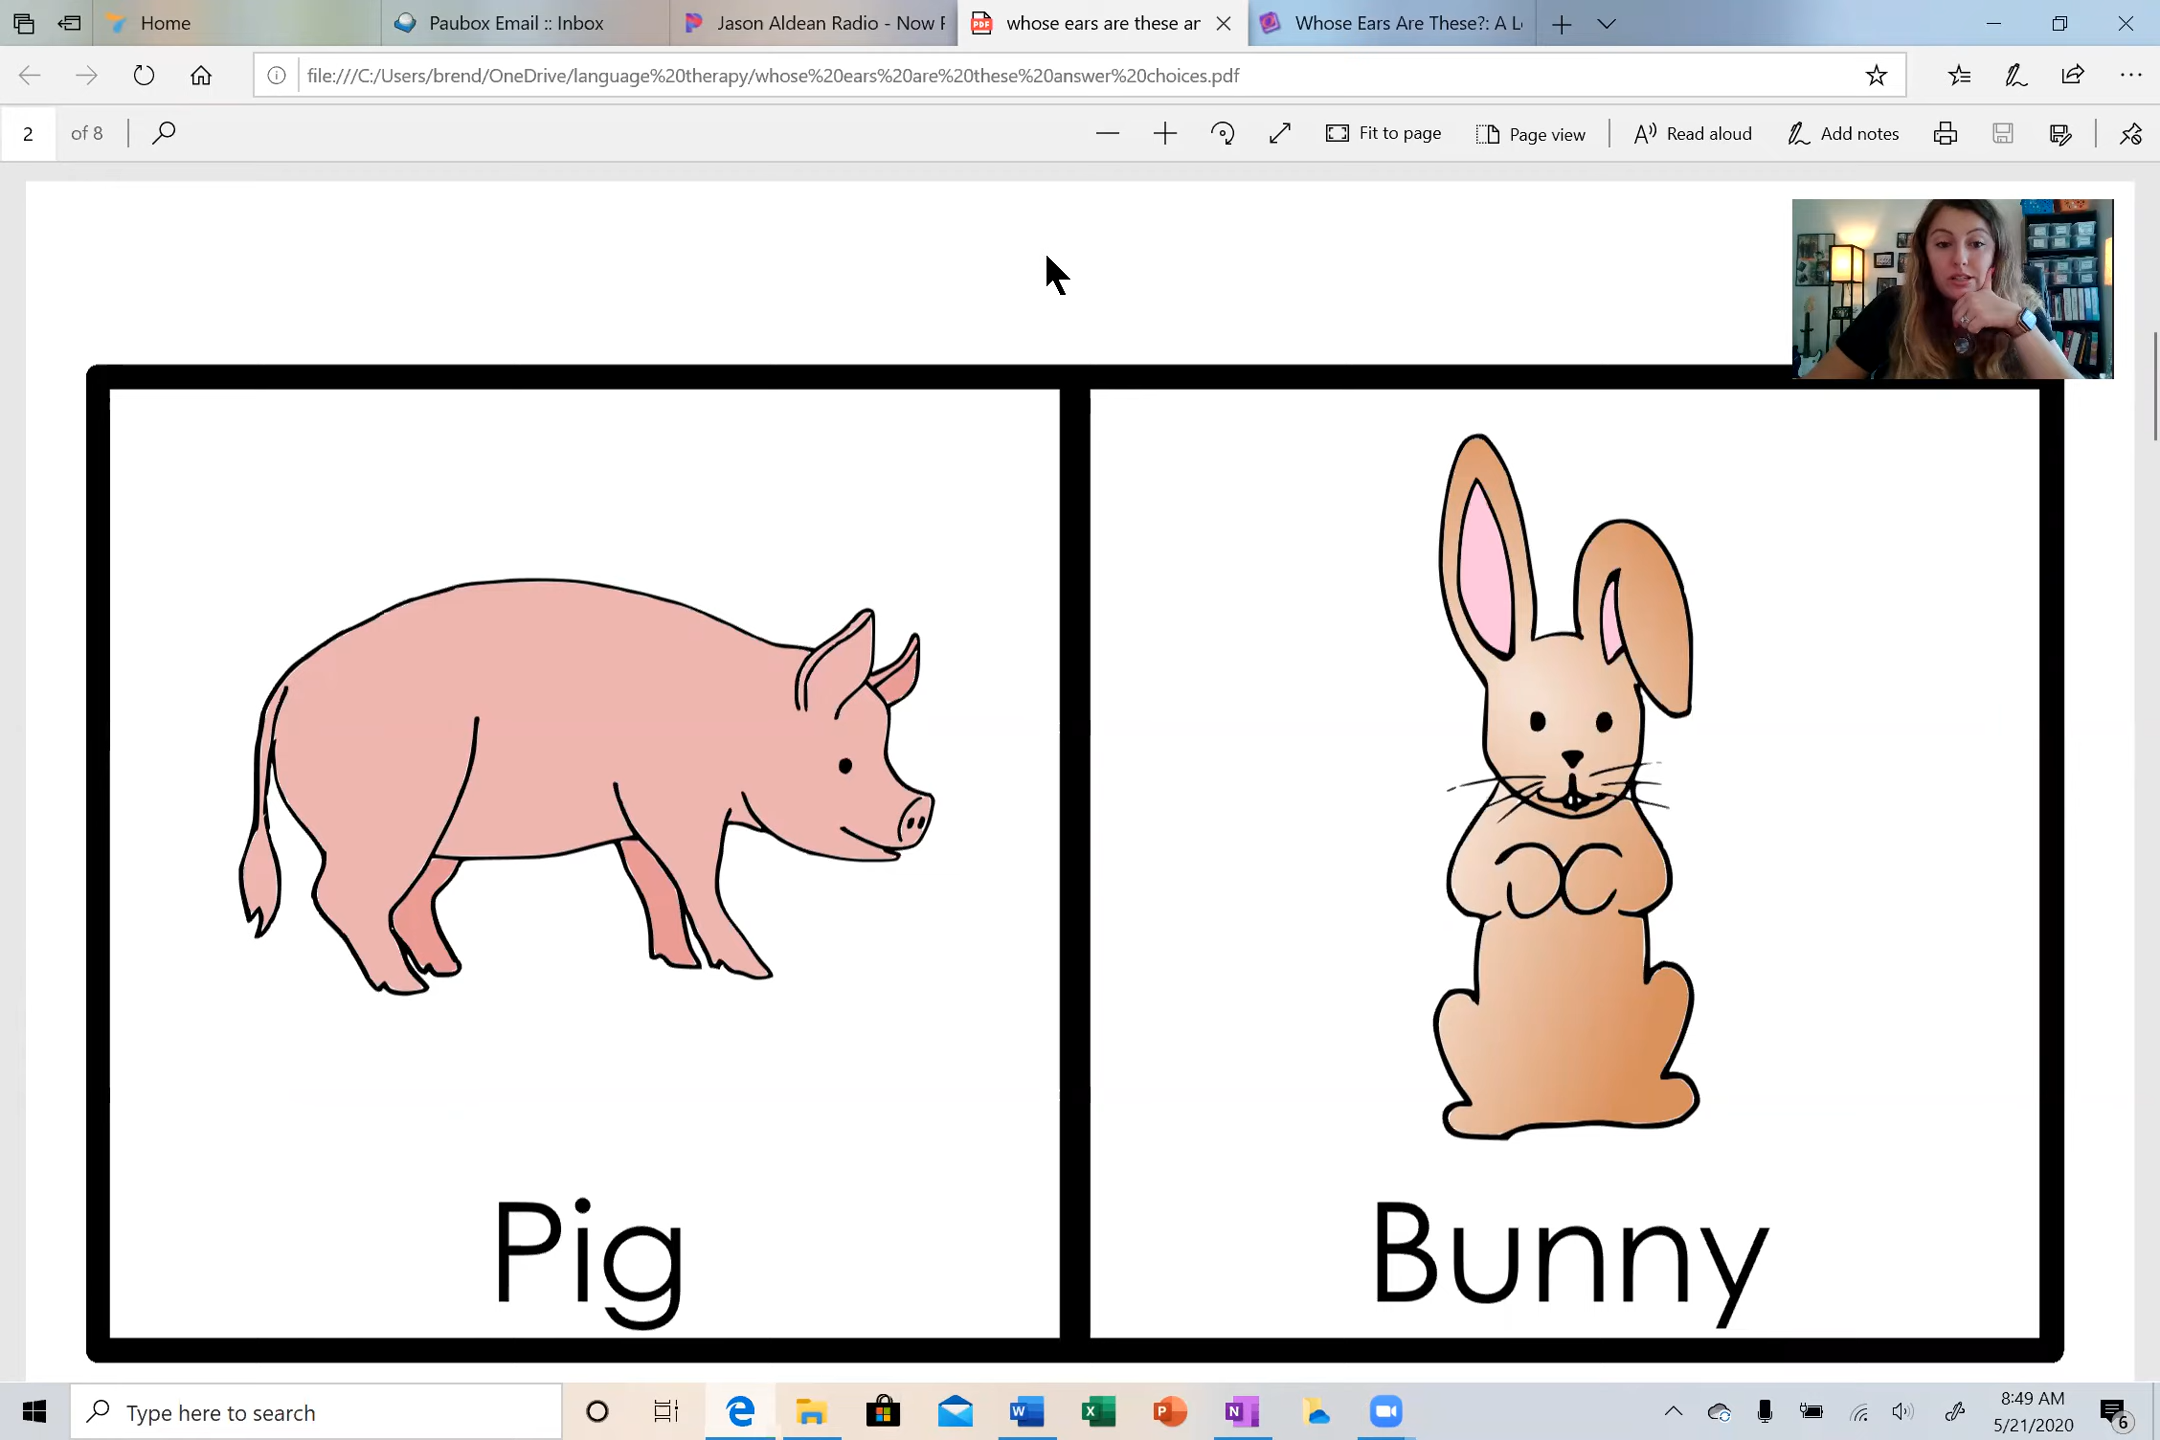 Home
Paubox Email :: Inbox
Jason Aldean Radio - Now F
PDF
whose ears are these ar
Whose Ears Are These?: A L
file:///C:/Users/brend/OneDrive/language%20therapy/whose%20ears%20are%20these%20answer%20choices.pdf
2 of 8
Fit to page
Page view
Read aloud
Add notes
Pig
Bunny
Type here to search
8:49 AM
5/21/2020
6